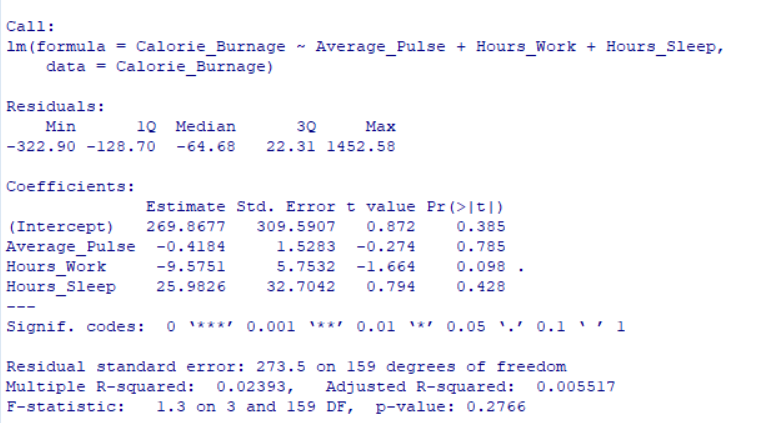 Call:
lm(formula = Calorie_Burnage ~ Average_Pulse + Hours_Work + Hours_Sleep,
    data = Calorie_Burnage)
Residuals:
    Min      1Q  Median      3Q     Max
-322.90 -128.70  -64.68   22.31 1452.58
Coefficients:
              Estimate Std. Error t value Pr(>|t|)
(Intercept)   269.8677   309.5907   0.872    0.385
Average_Pulse  -0.4184     1.5283  -0.274    0.785
Hours_Work     -9.5751     5.7532  -1.664    0.098 .
Hours_Sleep    25.9826    32.7042   0.794    0.428
---
Signif. codes:  0 ‘***’ 0.001 ‘**’ 0.01 ‘*’ 0.05 ‘.’ 0.1 ‘ ’ 1
Residual standard error: 273.5 on 159 degrees of freedom
Multiple R-squared:  0.02393,   Adjusted R-squared:  0.005517
F-statistic:   1.3 on 3 and 159 DF,  p-value: 0.2766